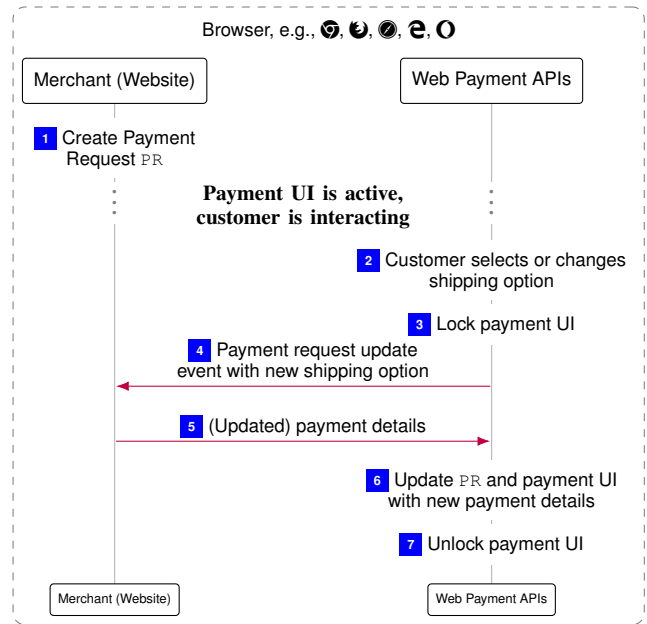 Browser, e.g., , , , ,
Merchant (Website)
Web Payment APIs
1 Create Payment
Request PR
Payment UI is active,
customer is interacting
2 Customer selects or changes
shipping option
3 Lock payment UI
4 Payment request update
event with new shipping option
5 (Updated) payment details
6 Update PR and payment UI
with new payment details
7 Unlock payment UI
Merchant (Website)
Web Payment APIs